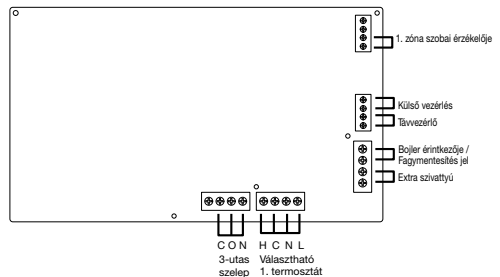 1. zóna szobai érzékelője
Külső vezérlés
Távvezérlő
Bojler érintkezője /
Fagymentesítés jel
Extra szivattyú
C O N H C N L
3-utas Választható
szelep 1. termosztát